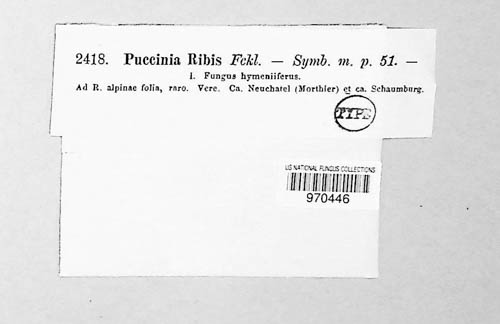 2418. Puccinia Ribis Fckl. — Symb. m. p. 51. —
I. Fungus hymeniiferus.
Ad R. alpinae folia, raro. Vere. Ca. Neuchatel (Morthier) et ca. Schaumburg.
TYPE
US NATIONAL FUNGUS COLLECTIONS
970446